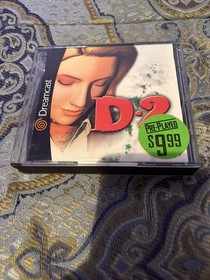 Dreamcast
D2
PRE-PLAYED
$9.99